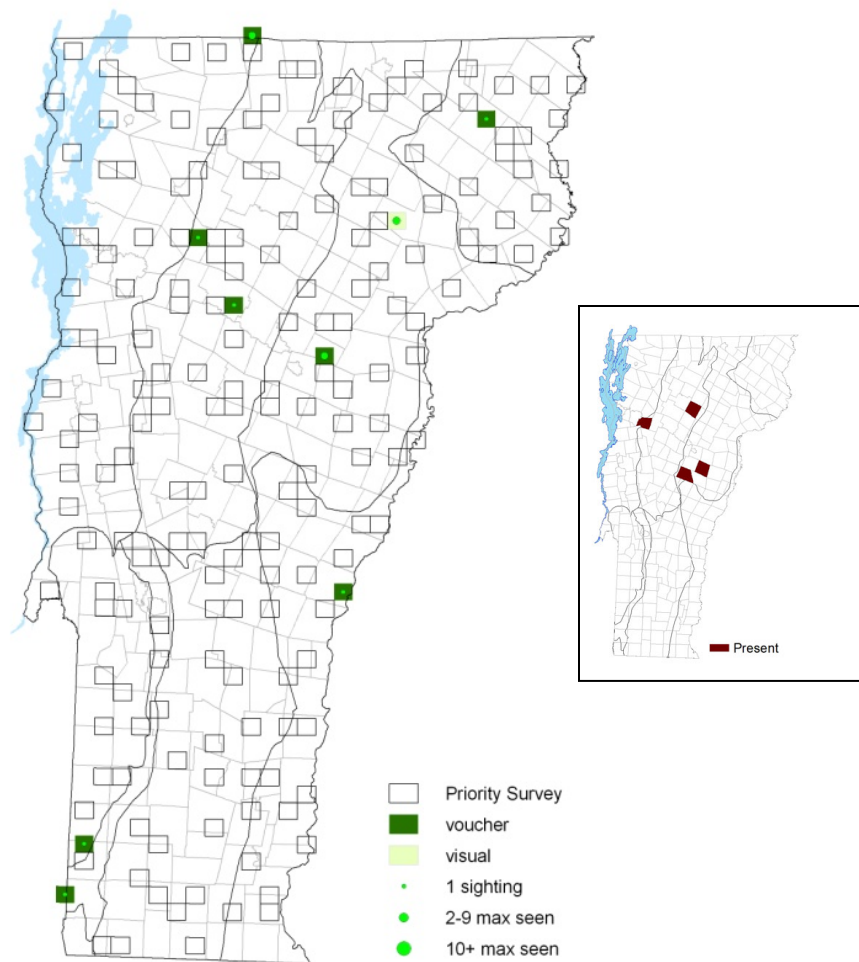 Present
Priority Survey
voucher
visual
1 sighting
2-9 max seen
10+ max seen